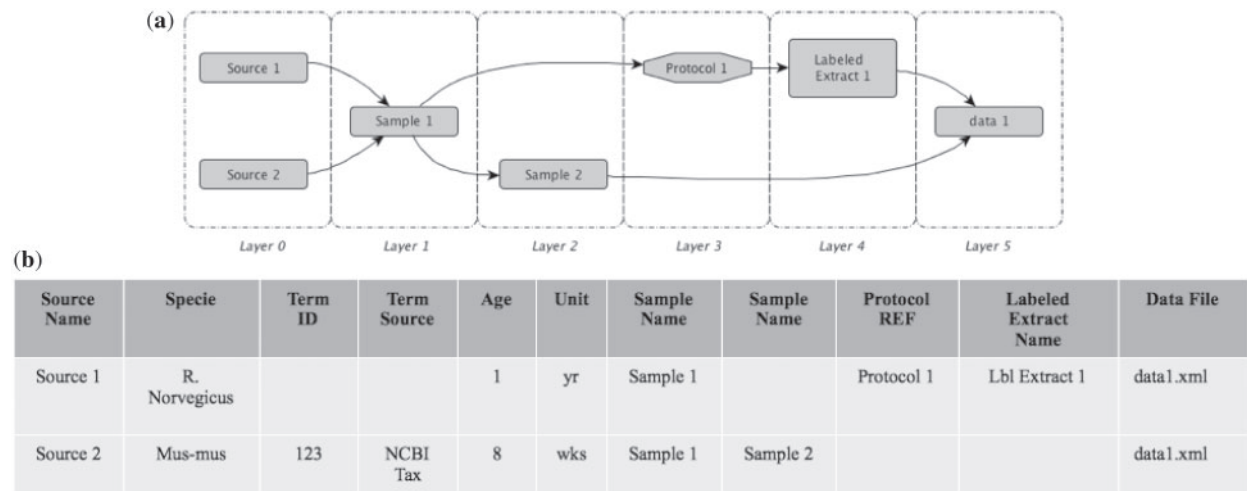 (a)
Source 1
Source 2
Sample 1
Sample 2
Protocol 1
Labeled
Extract 1
data 1
Layer 0
Layer 1
Layer 2
Layer 3
Layer 4
Layer 5
(b)
Source Name | Specie | Term ID | Term Source | Age | Unit | Sample Name | Sample Name | Protocol REF | Labeled Extract Name | Data File
Source 1 | R. Norvegicus | | | 1 | yr | Sample 1 | | Protocol 1 | Lbl Extract 1 | data1.xml
Source 2 | Mus-mus | 123 | NCBI Tax | 8 | wks | Sample 1 | Sample 2 | | | data1.xml